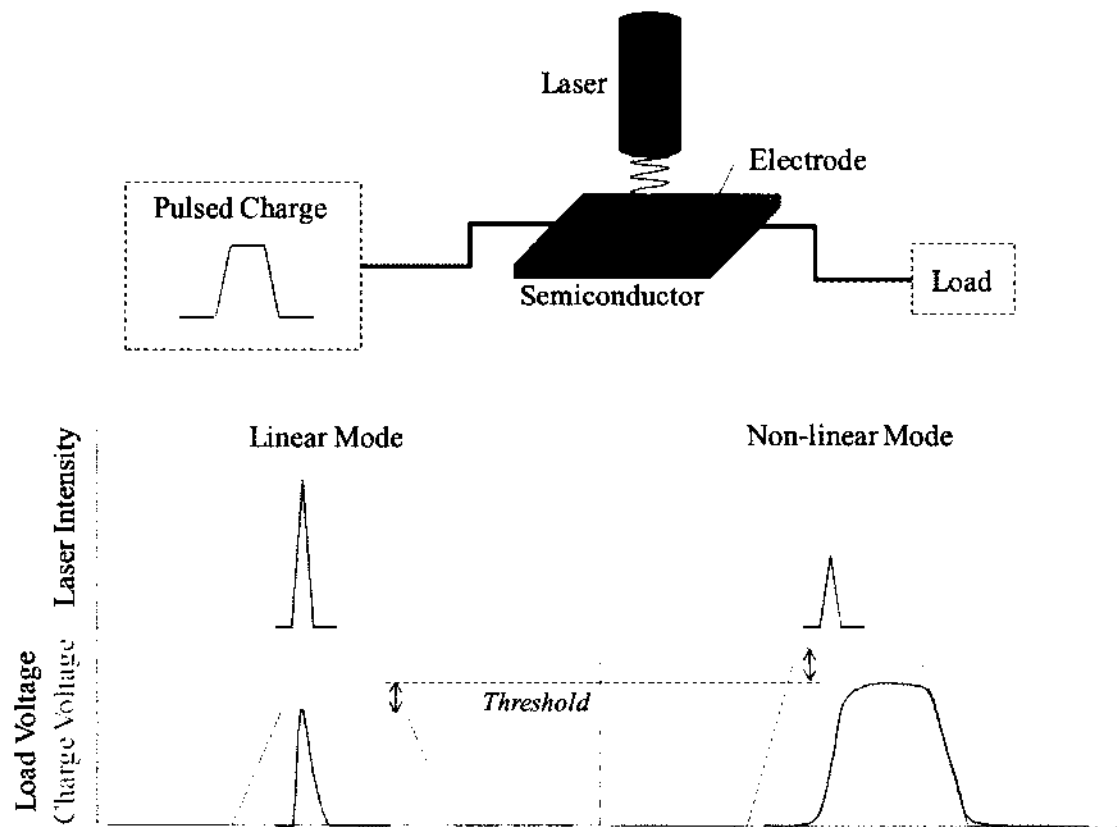 Laser
Electrode
Pulsed Charge
Semiconductor
Load
Linear Mode
Non-linear Mode
Laser Intensity
Load Voltage
Charge Voltage
Threshold